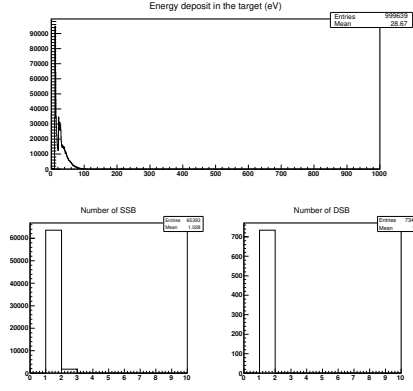 Energy deposit in the target (eV)
Entries 999639
Mean 28.67
90000
80000
70000
60000
50000
40000
30000
20000
10000
0
0 100 200 300 400 500 600 700 800 900 1000
Number of SSB
Entries 65393
Mean 1.028
60000
50000
40000
30000
20000
10000
0
0 1 2 3 4 5 6 7 8 9 10
Number of DSB
Entries 734
Mean
700
600
500
400
300
200
100
0
0 1 2 3 4 5 6 7 8 9 10